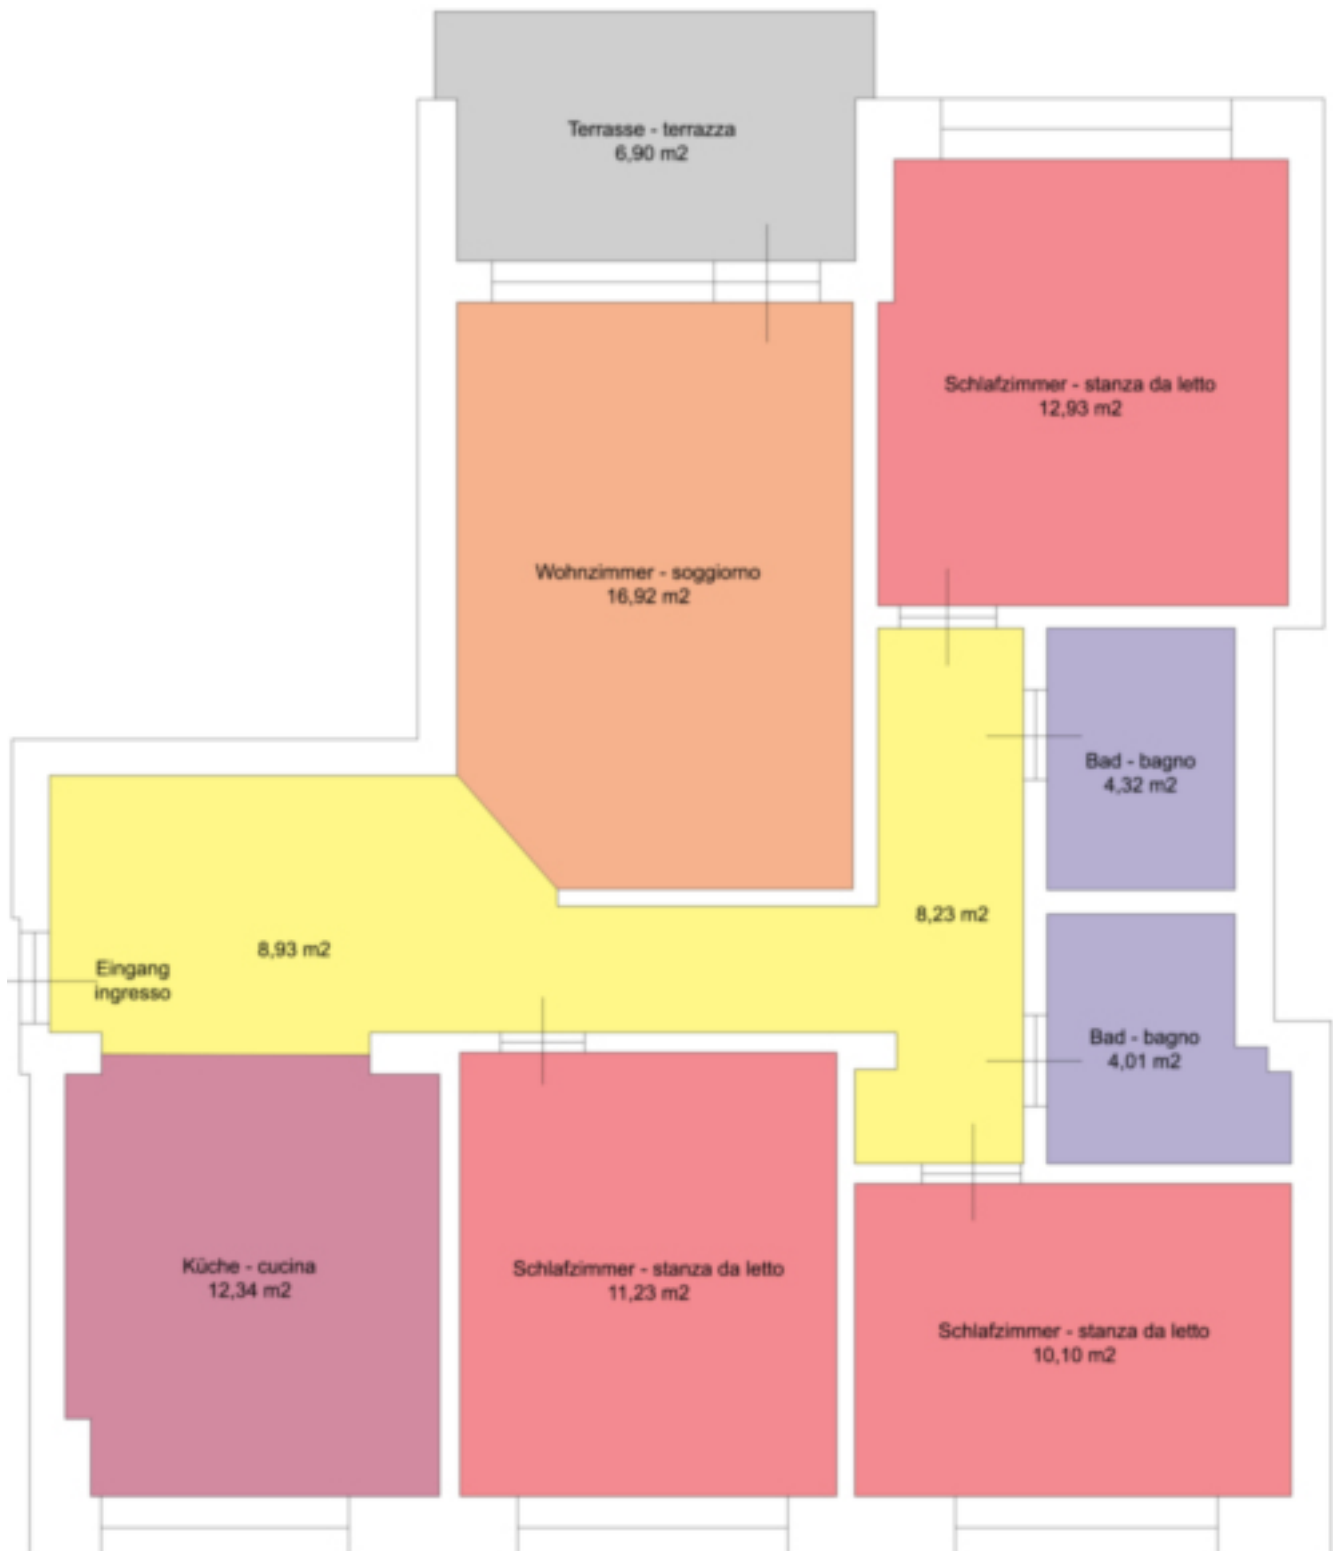 Terrasse - terrazza
6,90 m2
Schlafzimmer - stanza da letto
12,93 m2
Wohnzimmer - soggiorno
16,92 m2
Bad - bagno
4,32 m2
8,23 m2
8,93 m2
Eingang
ingresso
Bad - bagno
4,01 m2
Küche - cucina
12,34 m2
Schlafzimmer - stanza da letto
11,23 m2
Schlafzimmer - stanza da letto
10,10 m2